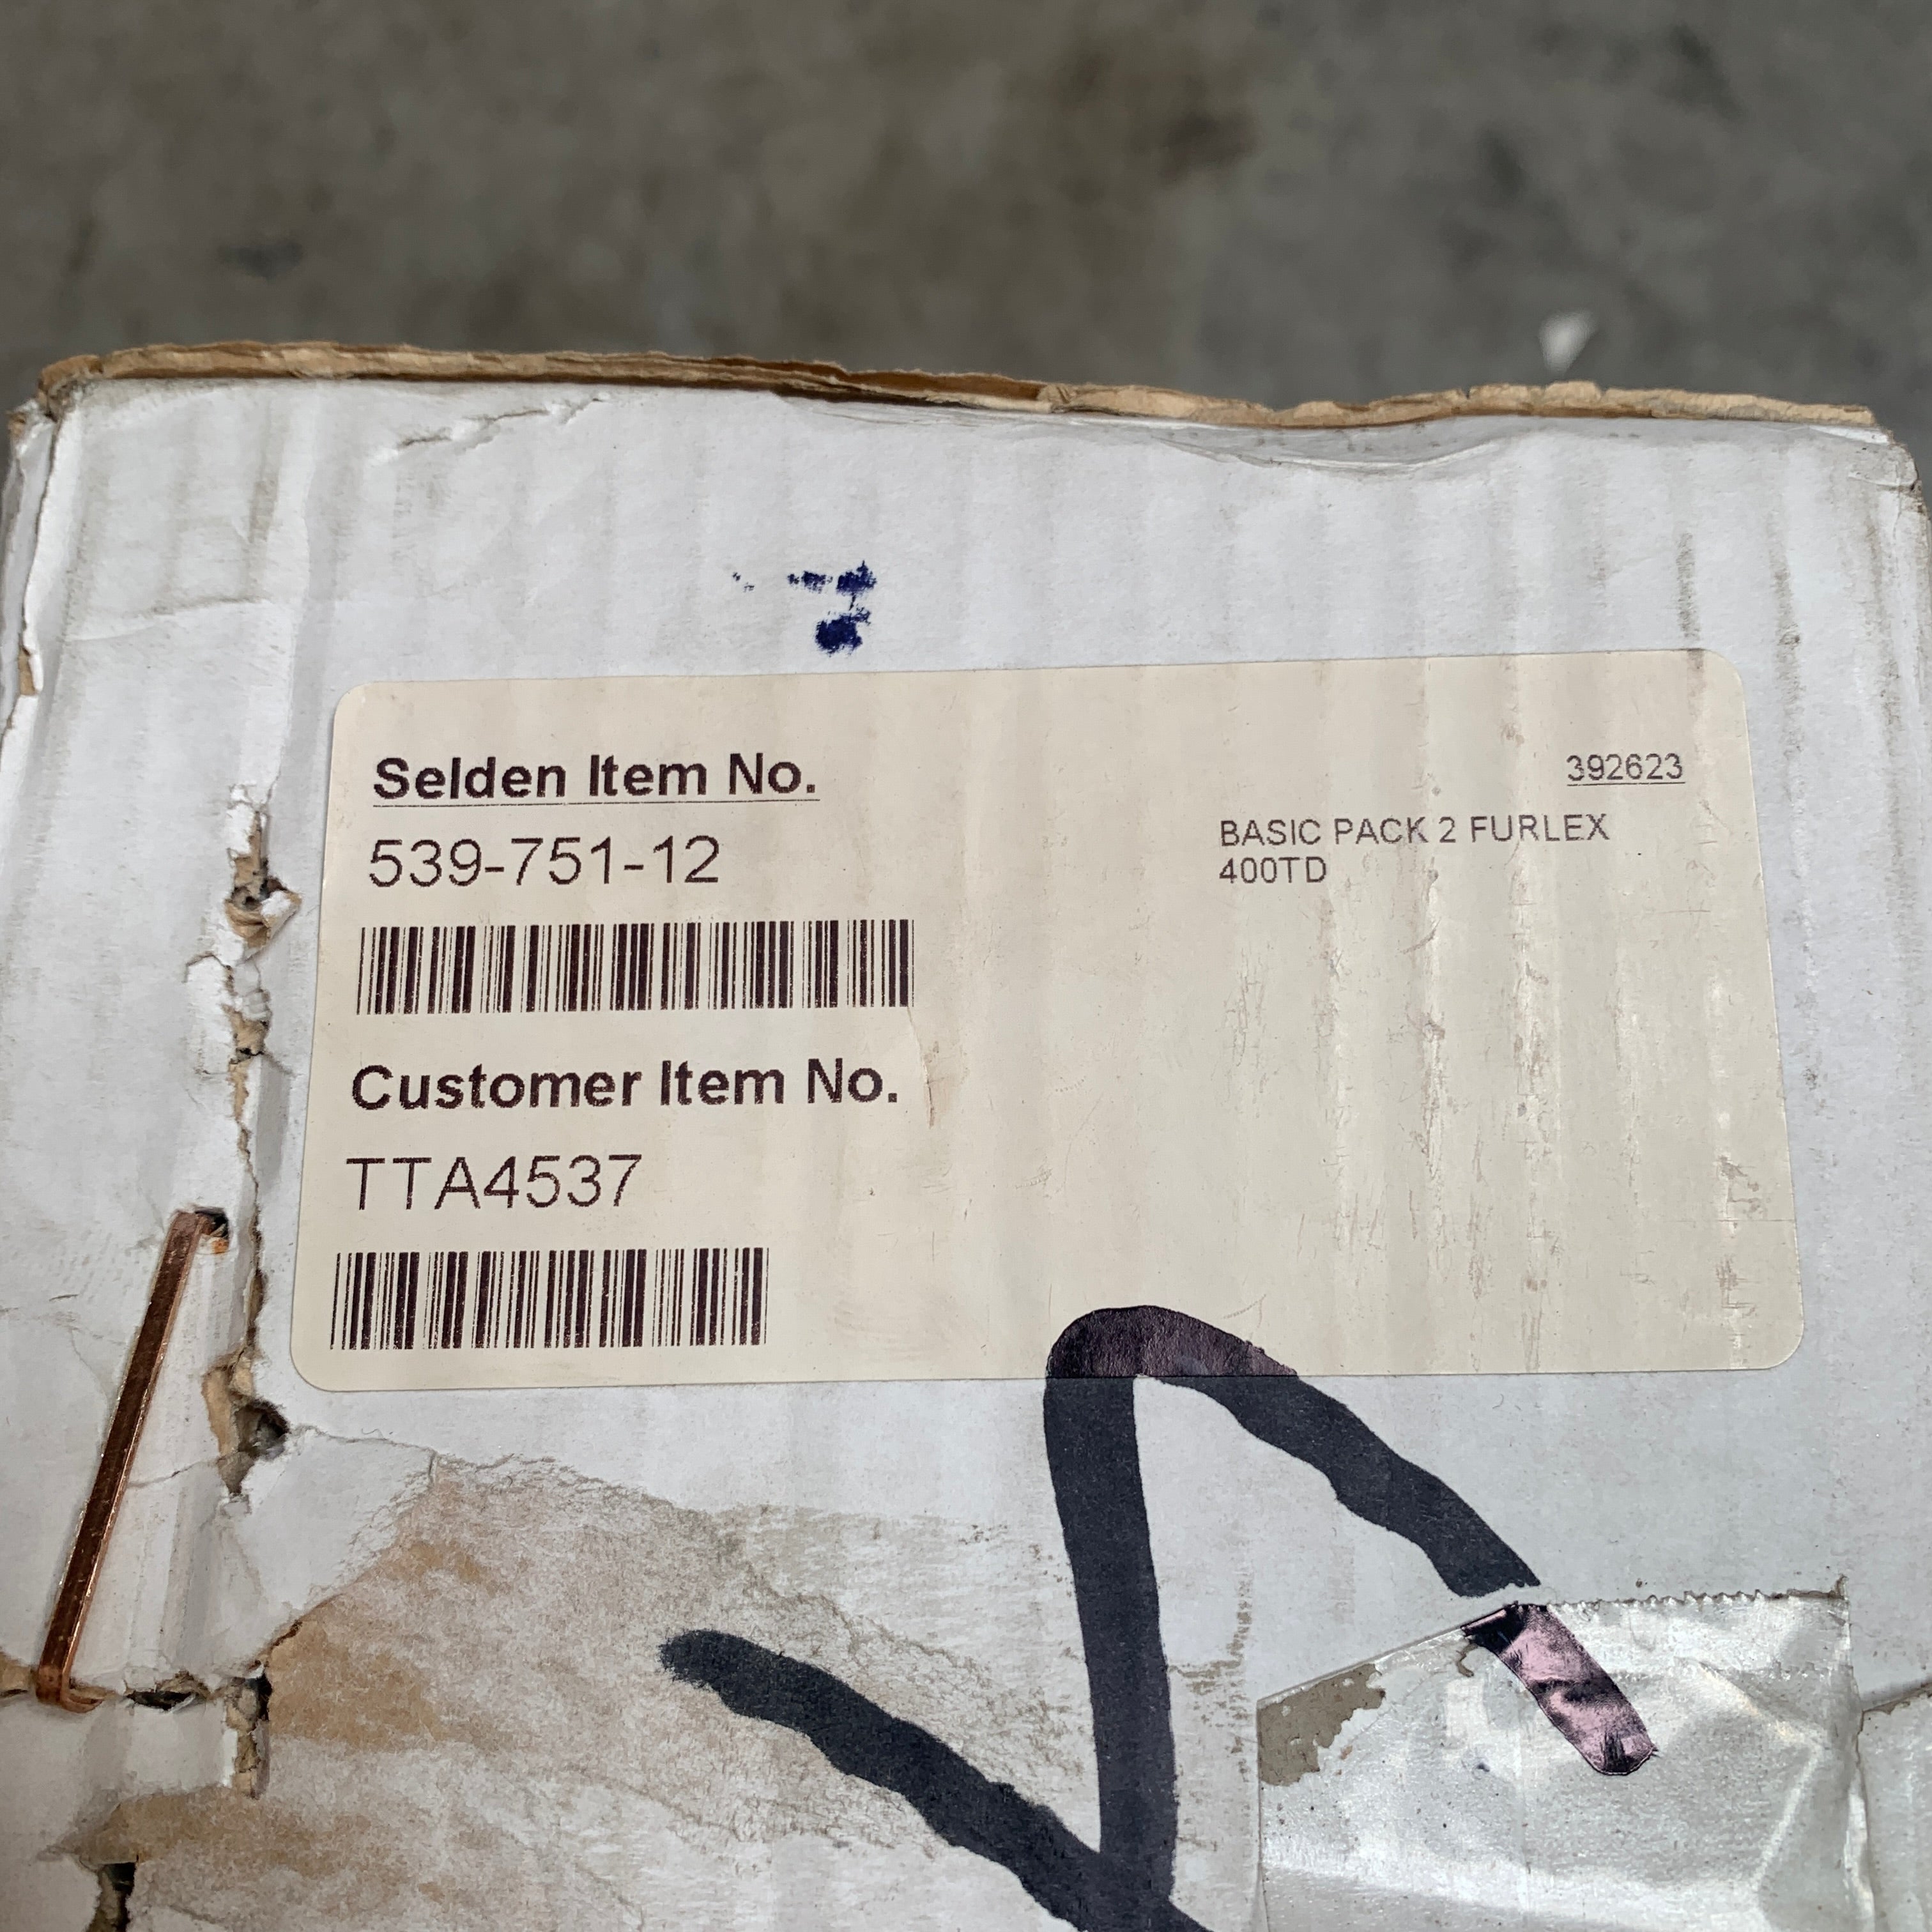 Selden Item No.
392623
539-751-12
BASIC PACK 2 FURLEX
400TD
Customer Item No.
TTA4537